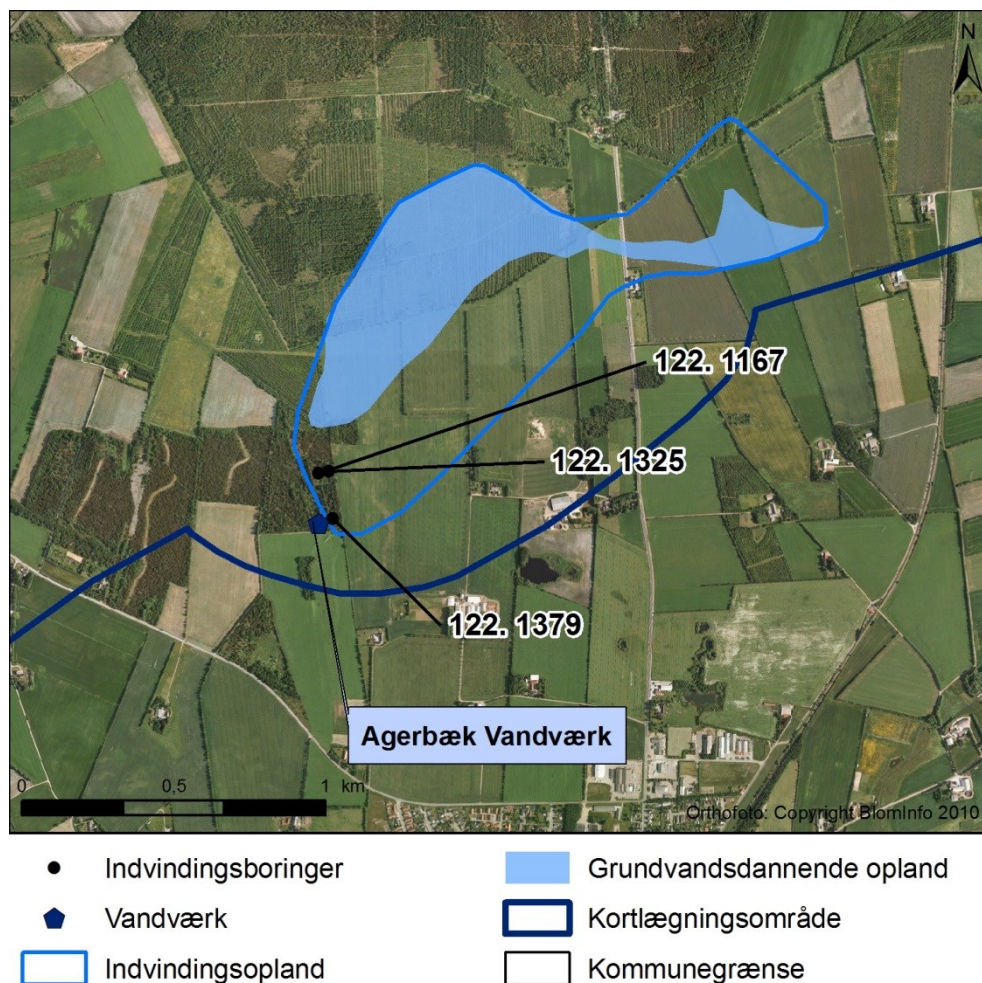 N
122. 1167
122. 1325
122. 1379
Agerbæk Vandværk
0 0,5 1 km
Orthofoto: Copyright BlomInfo 2010
Indvindingsboringer
Vandværk
Indvindingsopland
Grundvandsdannende opland
Kortlægningsområde
Kommunegrænse